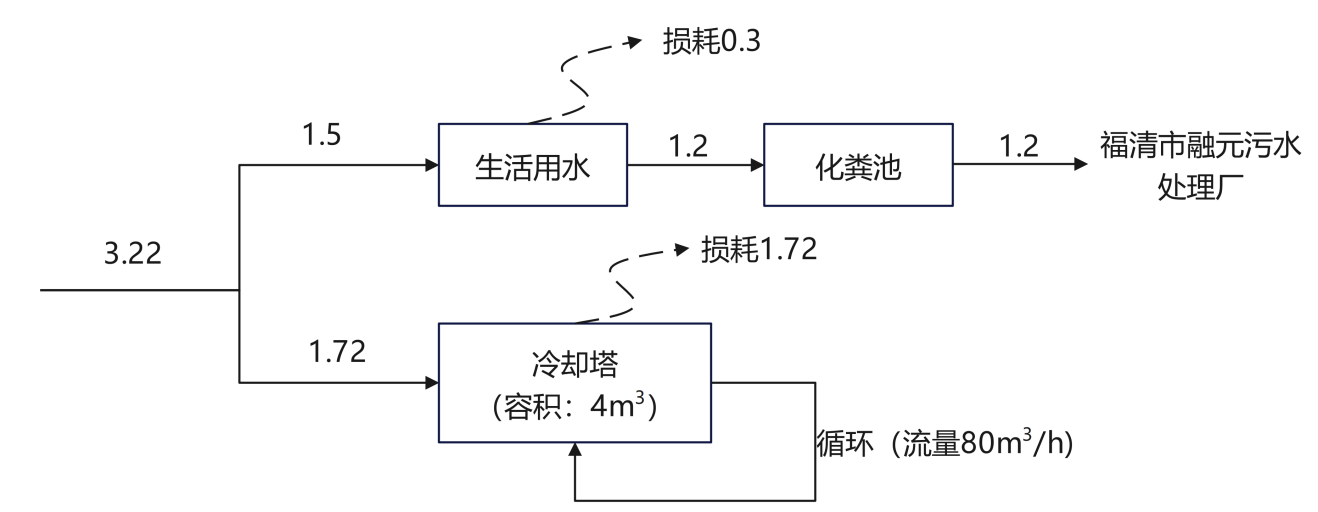 损耗0.3
1.5
生活用水
1.2
化粪池
1.2
福清市融元污水
处理厂
3.22
损耗1.72
1.72
冷却塔
（容积：4m³）
循环（流量80m³/h)